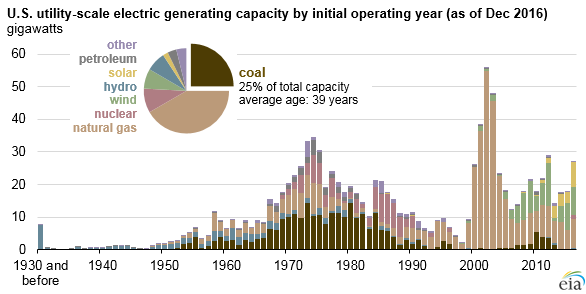 U.S. utility-scale electric generating capacity by initial operating year (as of Dec 2016)
gigawatts
other
petroleum
solar
hydro
wind
nuclear
natural gas
coal
25% of total capacity
average age: 39 years
60
50
40
30
20
10
0
1930 and before
1940
1950
1960
1970
1980
1990
2000
2010
eia